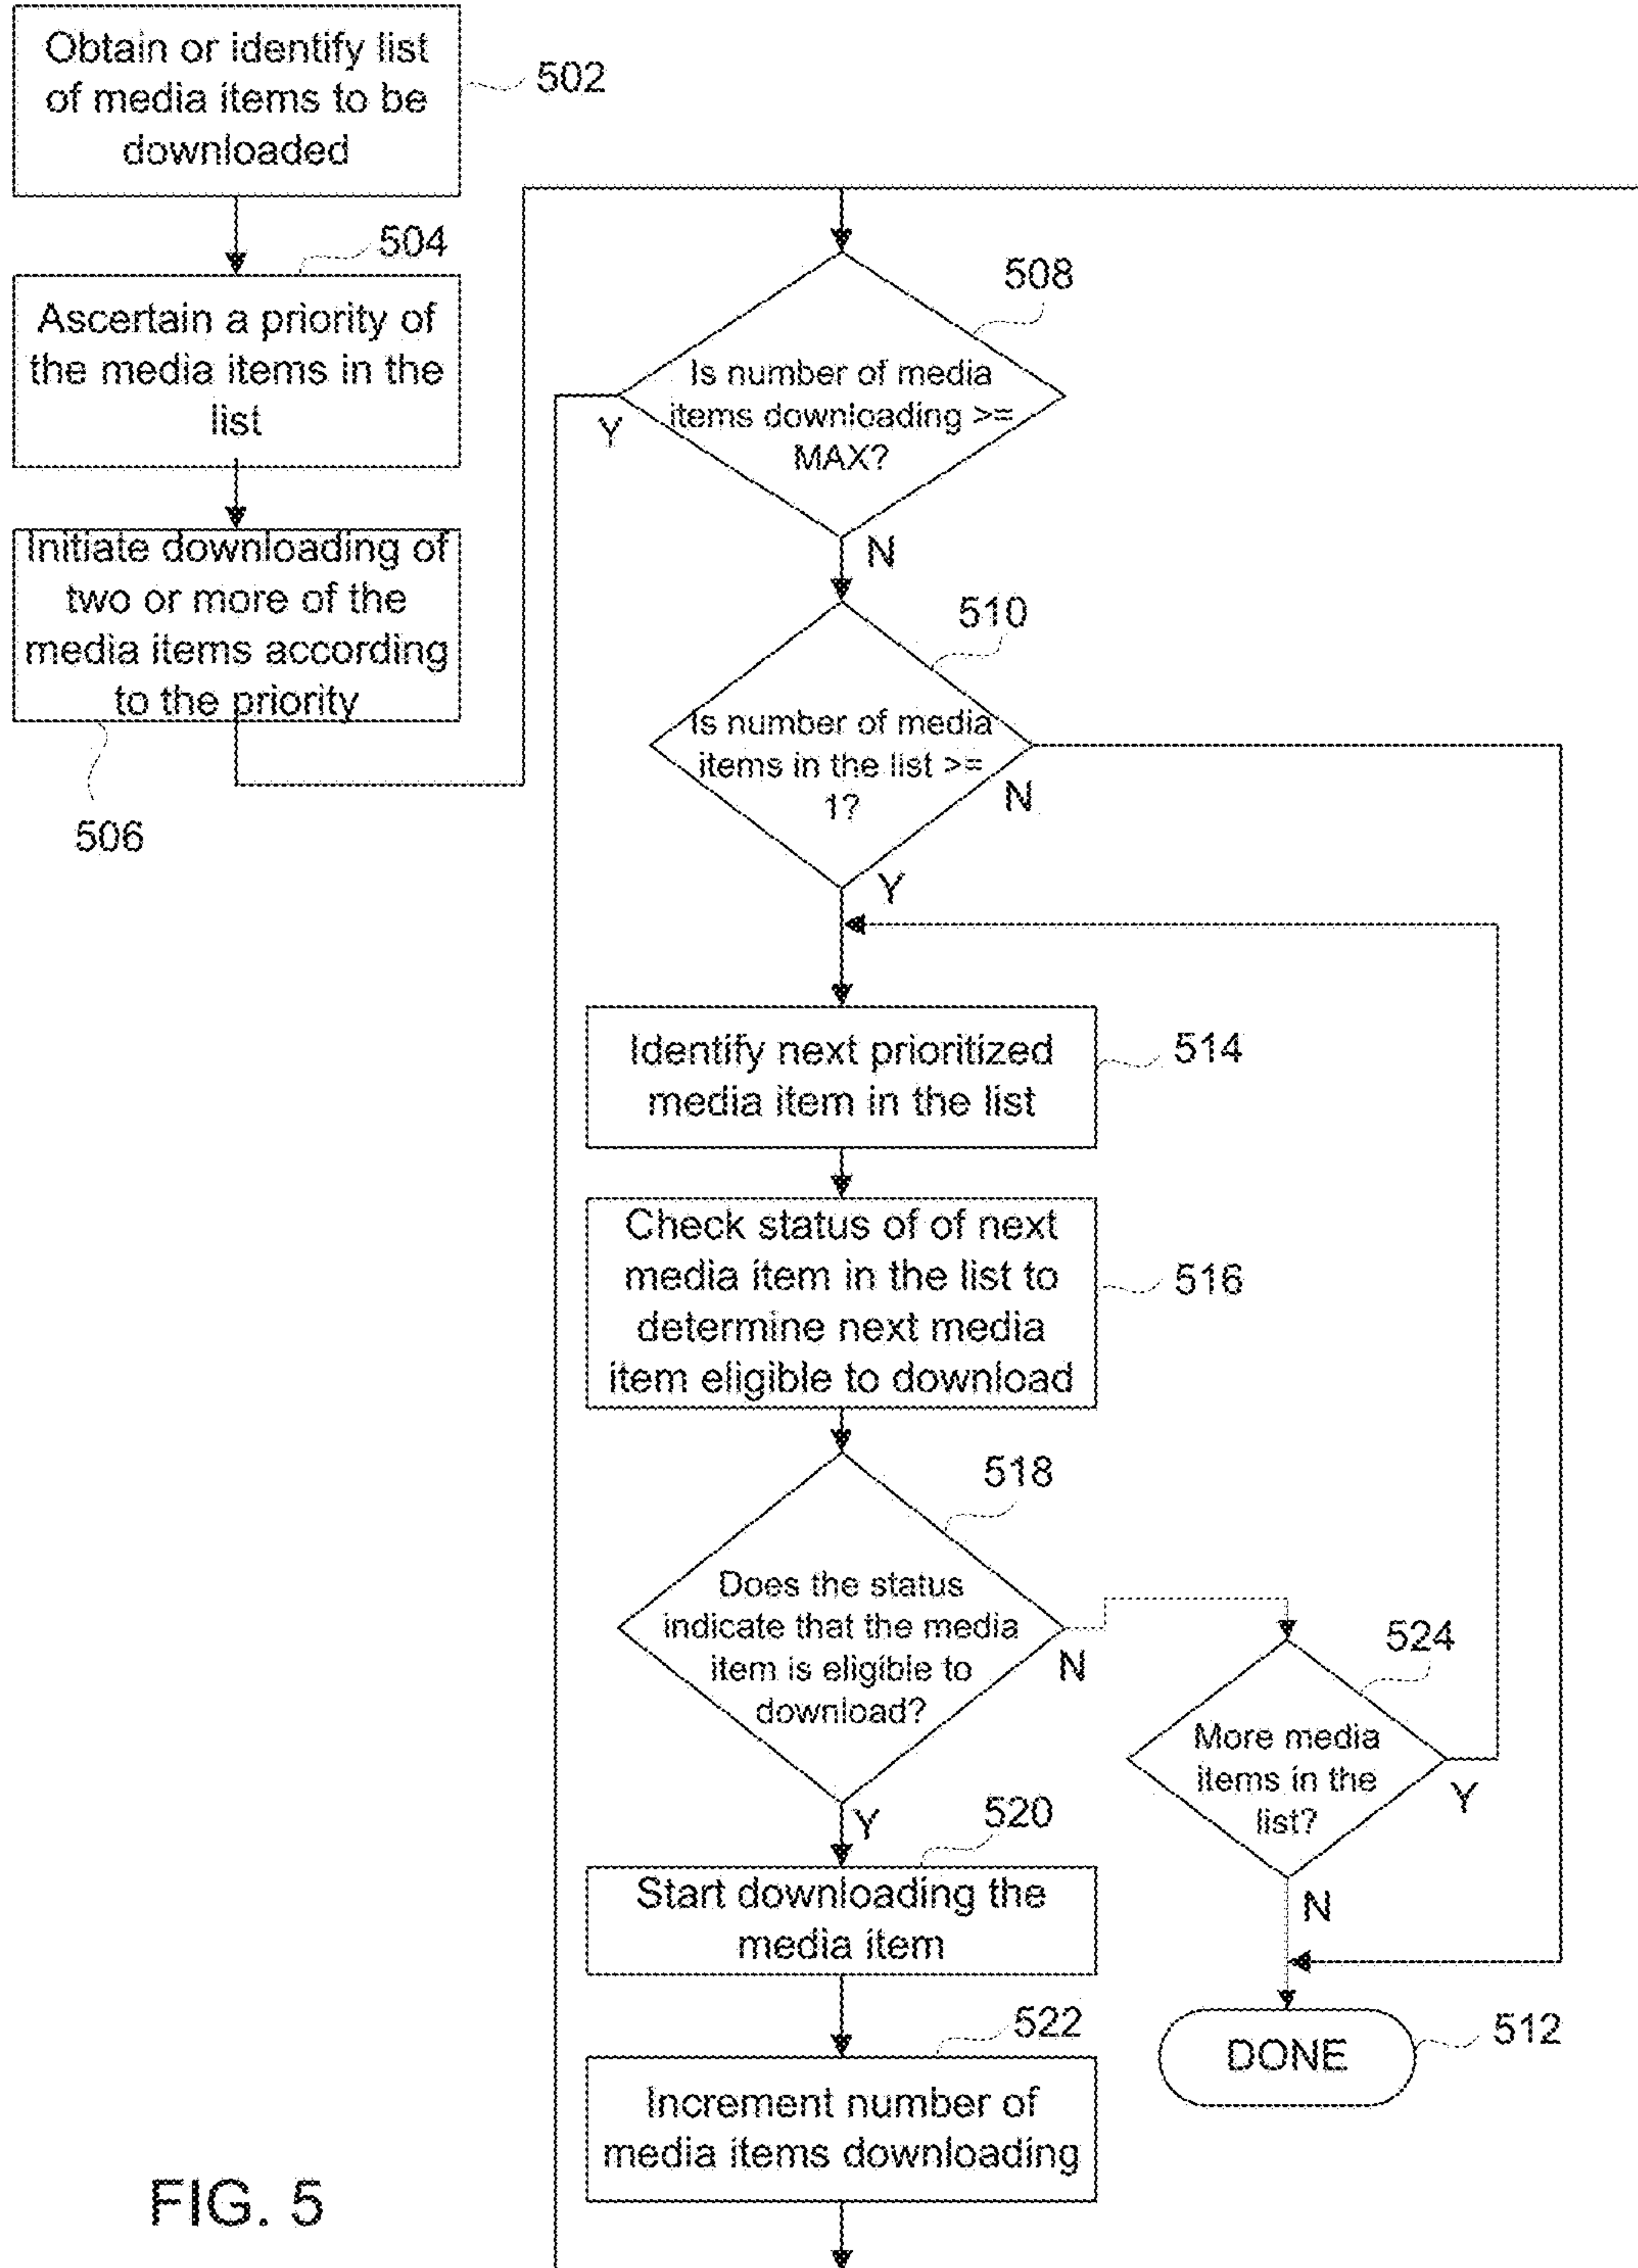 Obtain or identify list
of media items to be
downloaded
502
504
Ascertain a priority of
the media items in the
list
Initiate downloading of
two or more of the
media items according
to the priority
506
508
Is number of media
items downloading >=
MAX?
Y
N
510
Is number of media
items in the list >=
1?
N
Y
Identify next prioritized
media item in the list
514
Check status of of next
media item in the list to
determine next media
item eligible to download
516
518
Does the status
indicate that the media
item is eligible to
download?
N
Y
524
More media
items in the
list?
Y
N
520
Start downloading the
media item
522
Increment number of
media items downloading
DONE
512
FIG. 5